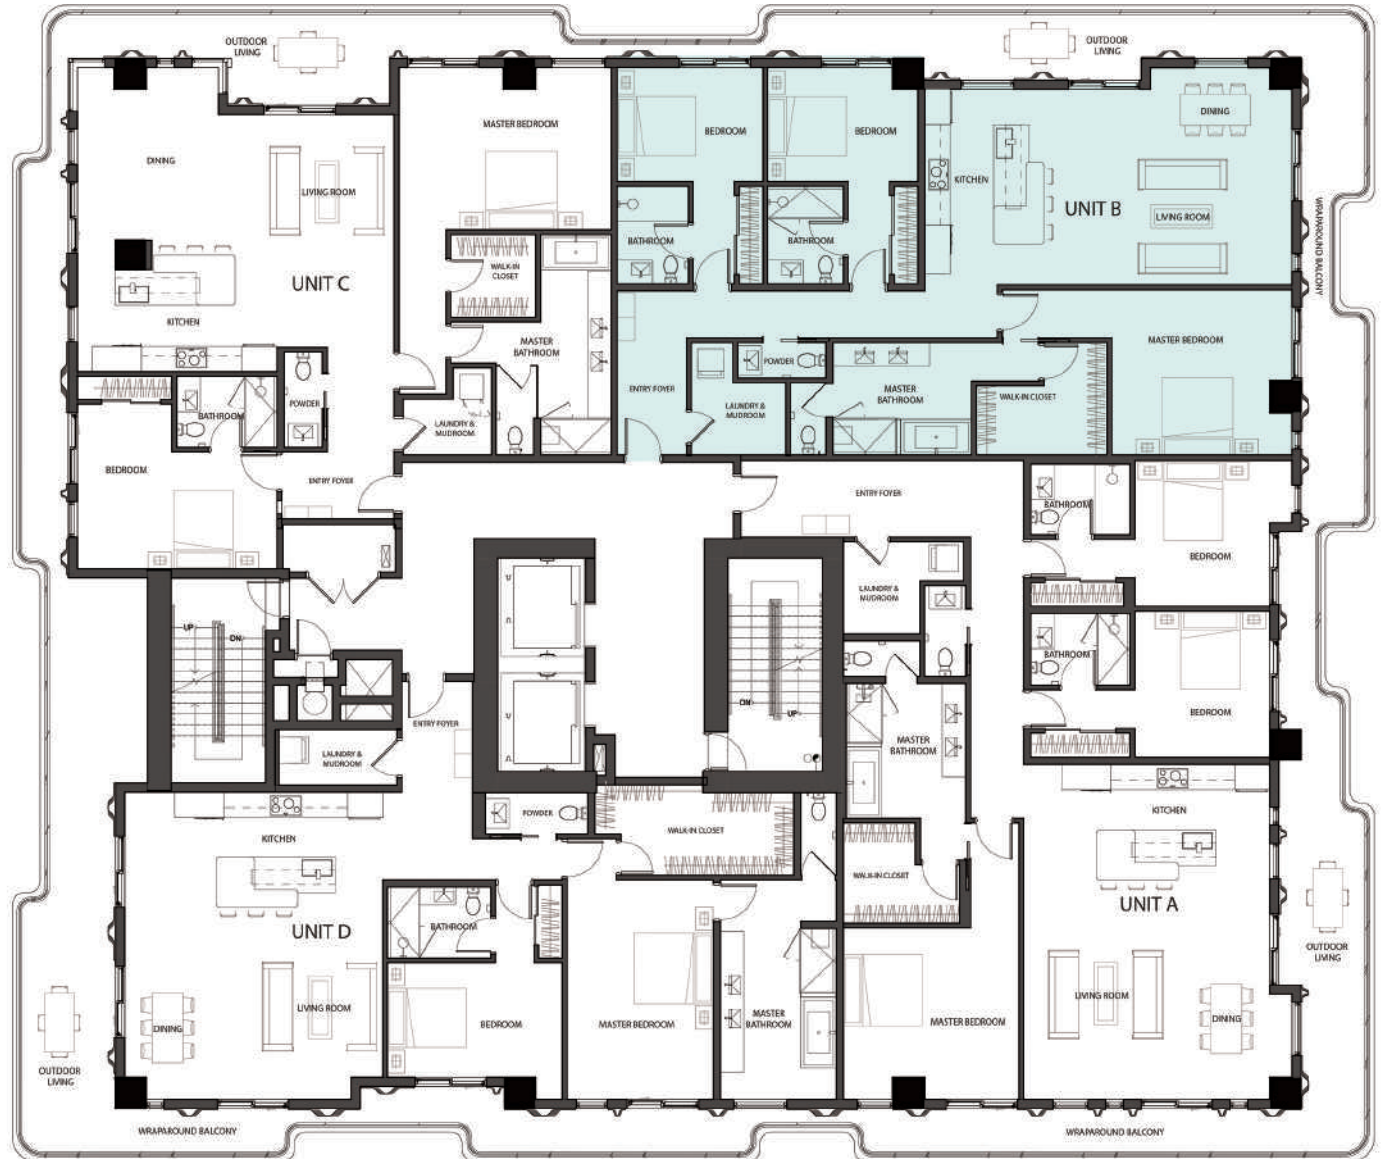 OUTDOOR
LIVING
OUTDOOR
LIVING
MASTER BEDROOM
BEDROOM
BEDROOM
DINING
DINING
LIVING ROOM
KITCHEN
UNIT B
LIVING ROOM
WRAPAROUND BALCONY
BATHROOM
BATHROOM
WALK-IN
CLOSET
UNIT C
KITCHEN
MASTER
BATHROOM
MASTER BEDROOM
POWDER
ENTRY FOYER
MASTER
BATHROOM
WALK-IN CLOSET
POWDER
BATHROOM
LAUNDRY &
MUDROOM
LAUNDRY &
MUDROOM
BEDROOM
ENTRY FOYER
ENTRY FOYER
BATHROOM
BEDROOM
LAUNDRY &
MUDROOM
UP
DN
BATHROOM
DN
UP
BEDROOM
ENTRY FOYER
LAUNDRY &
MUDROOM
MASTER
BATHROOM
KITCHEN
POWDER
WALK-IN CLOSET
KITCHEN
WALK-IN CLOSET
UNIT A
UNIT D
BATHROOM
OUTDOOR
LIVING
LIVING ROOM
LIVING ROOM
DINING
BEDROOM
MASTER BEDROOM
MASTER
BATHROOM
MASTER BEDROOM
DINING
OUTDOOR
LIVING
WRAPAROUND BALCONY
WRAPAROUND BALCONY